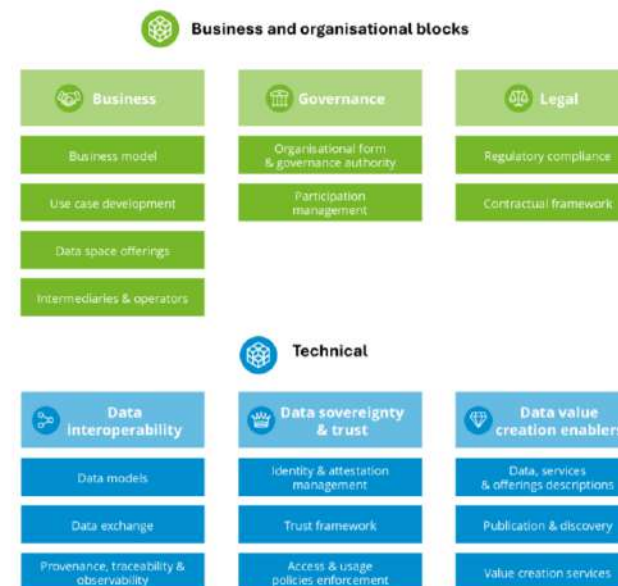 Business and organisational blocks
Business
Governance
Legal
Business model
Organisational form
& governance authority
Regulatory compliance
Use case development
Participation
management
Contractual framework
Data space offerings
Intermediaries & operators
Technical
Data
interoperability
Data sovereignty
& trust
Data value
creation enablers
Data models
Identity & attestation
management
Data, services
& offerings descriptions
Data exchange
Trust framework
Publication & discovery
Provenance, traceability &
observability
Access & usage
policies enforcement
Value creation services